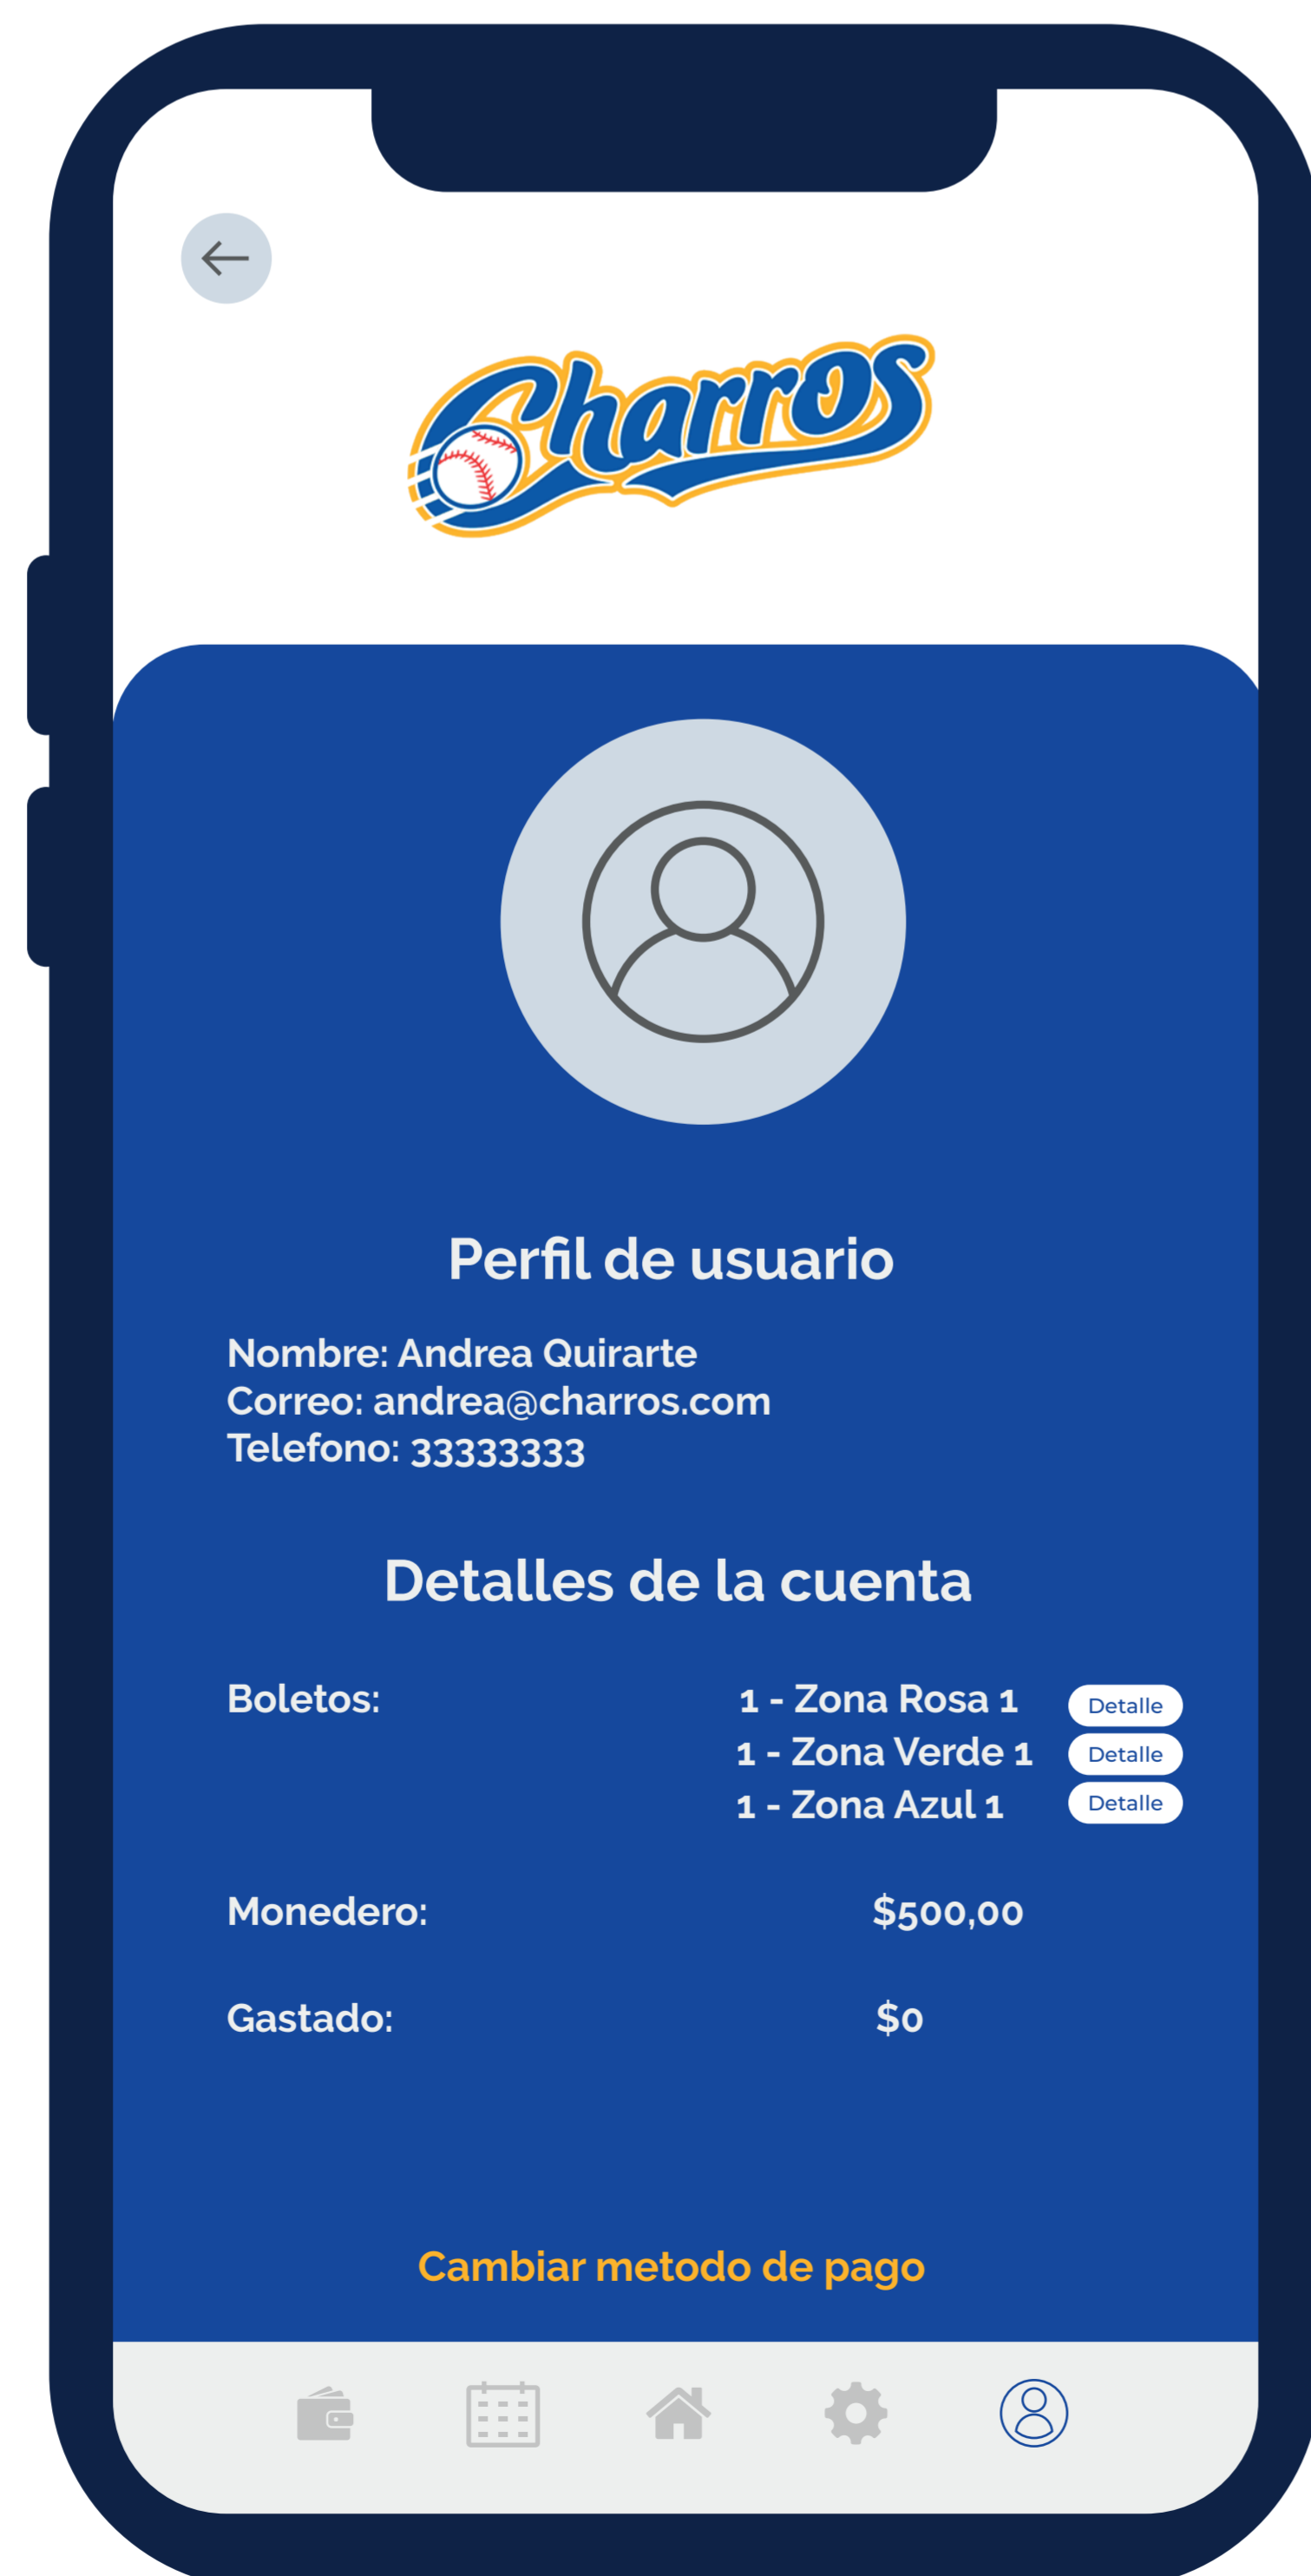 Charros
Perfil de usuario
Nombre: Andrea Quirarte
Correo: andrea@charros.com
Telefono: 33333333
Detalles de la cuenta
Boletos: 1 - Zona Rosa 1 Detalle
1 - Zona Verde 1 Detalle
1 - Zona Azul 1 Detalle
Monedero: $500,00
Gastado: $0
Cambiar metodo de pago